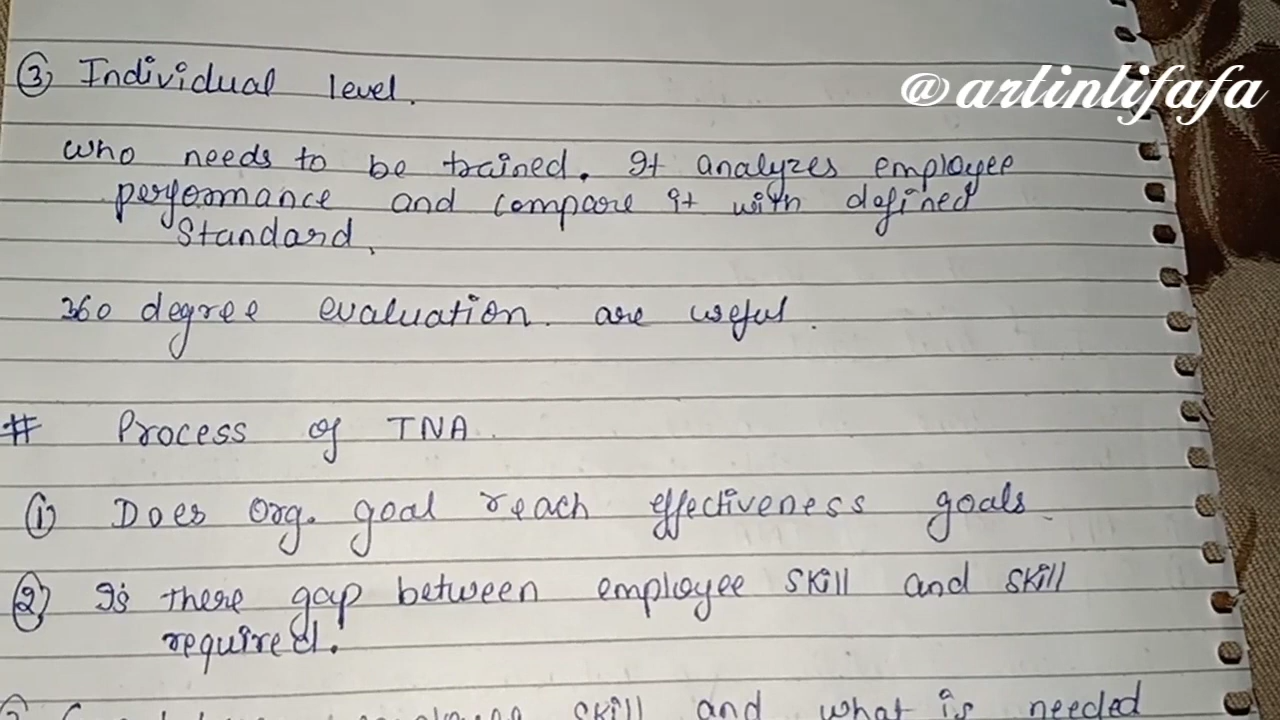 @artinlifafa
③ Individual level.
who needs to be trained. It analyzes employee
performance and compare it with defined
Standard.
360 degree evaluation. are useful.
# Process of TNA.
① Does org. goal reach effectiveness goals
② Is there gap between employee skill and skill
required.
skill and what is needed